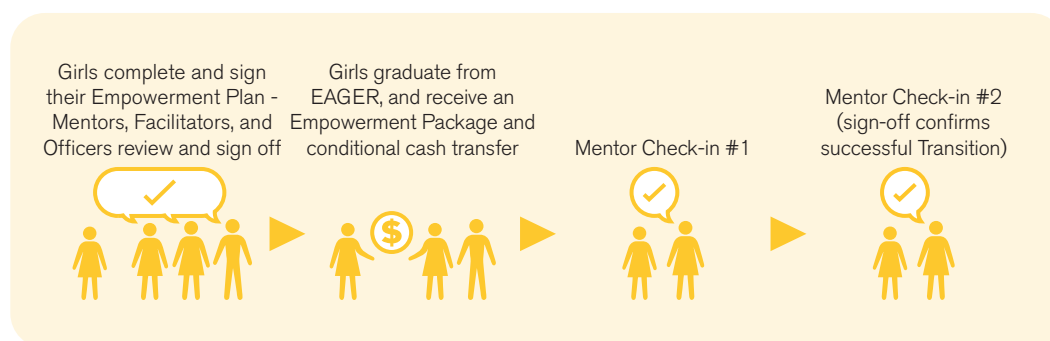 Girls complete and sign
their Empowerment Plan -
Mentors, Facilitators, and
Officers review and sign off
Girls graduate from
EAGER, and receive an
Empowerment Package and
conditional cash transfer
Mentor Check-in #1
Mentor Check-in #2
(sign-off confirms
successful Transition)
$